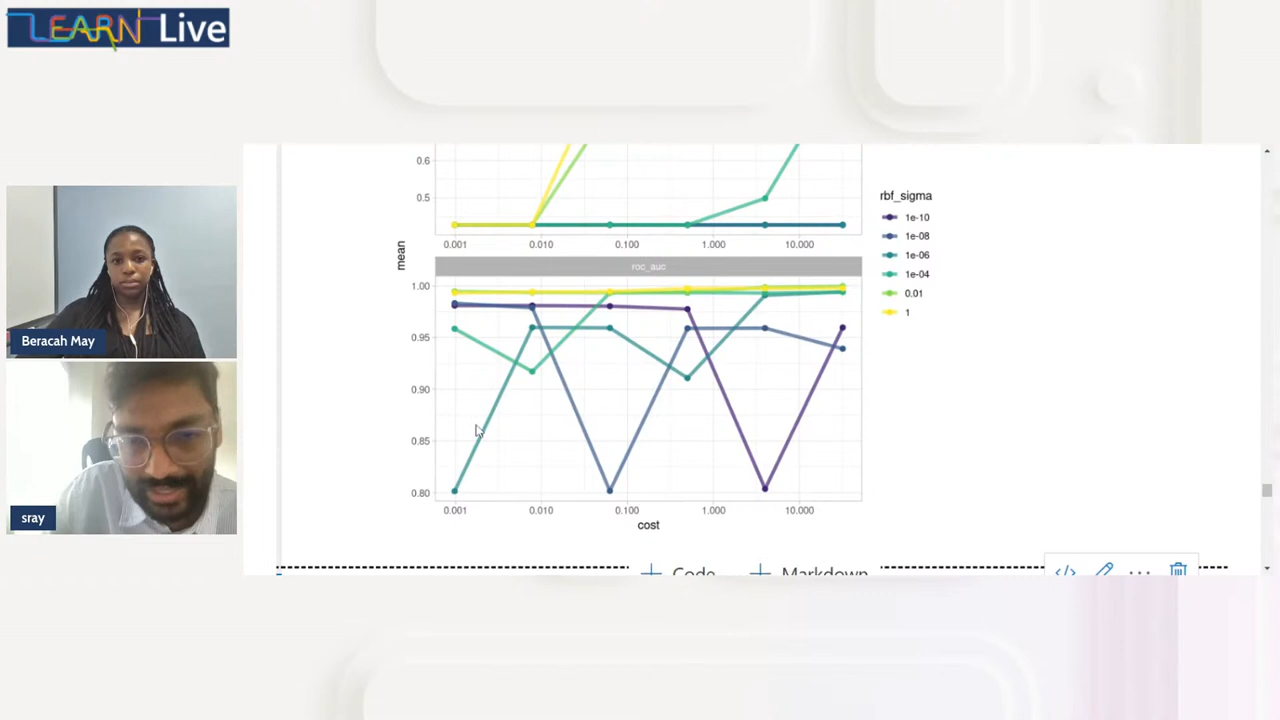 LEARN Live
Beracah May
sray
0.6
0.5
0.001 0.010 0.100 1.000 10.000
mean
roc_auc
1.00
0.95
0.90
0.85
0.80
0.001 0.010 0.100 1.000 10.000
cost
rbf_sigma
1e-10
1e-08
1e-06
1e-04
0.01
1
+ Code + Markdown